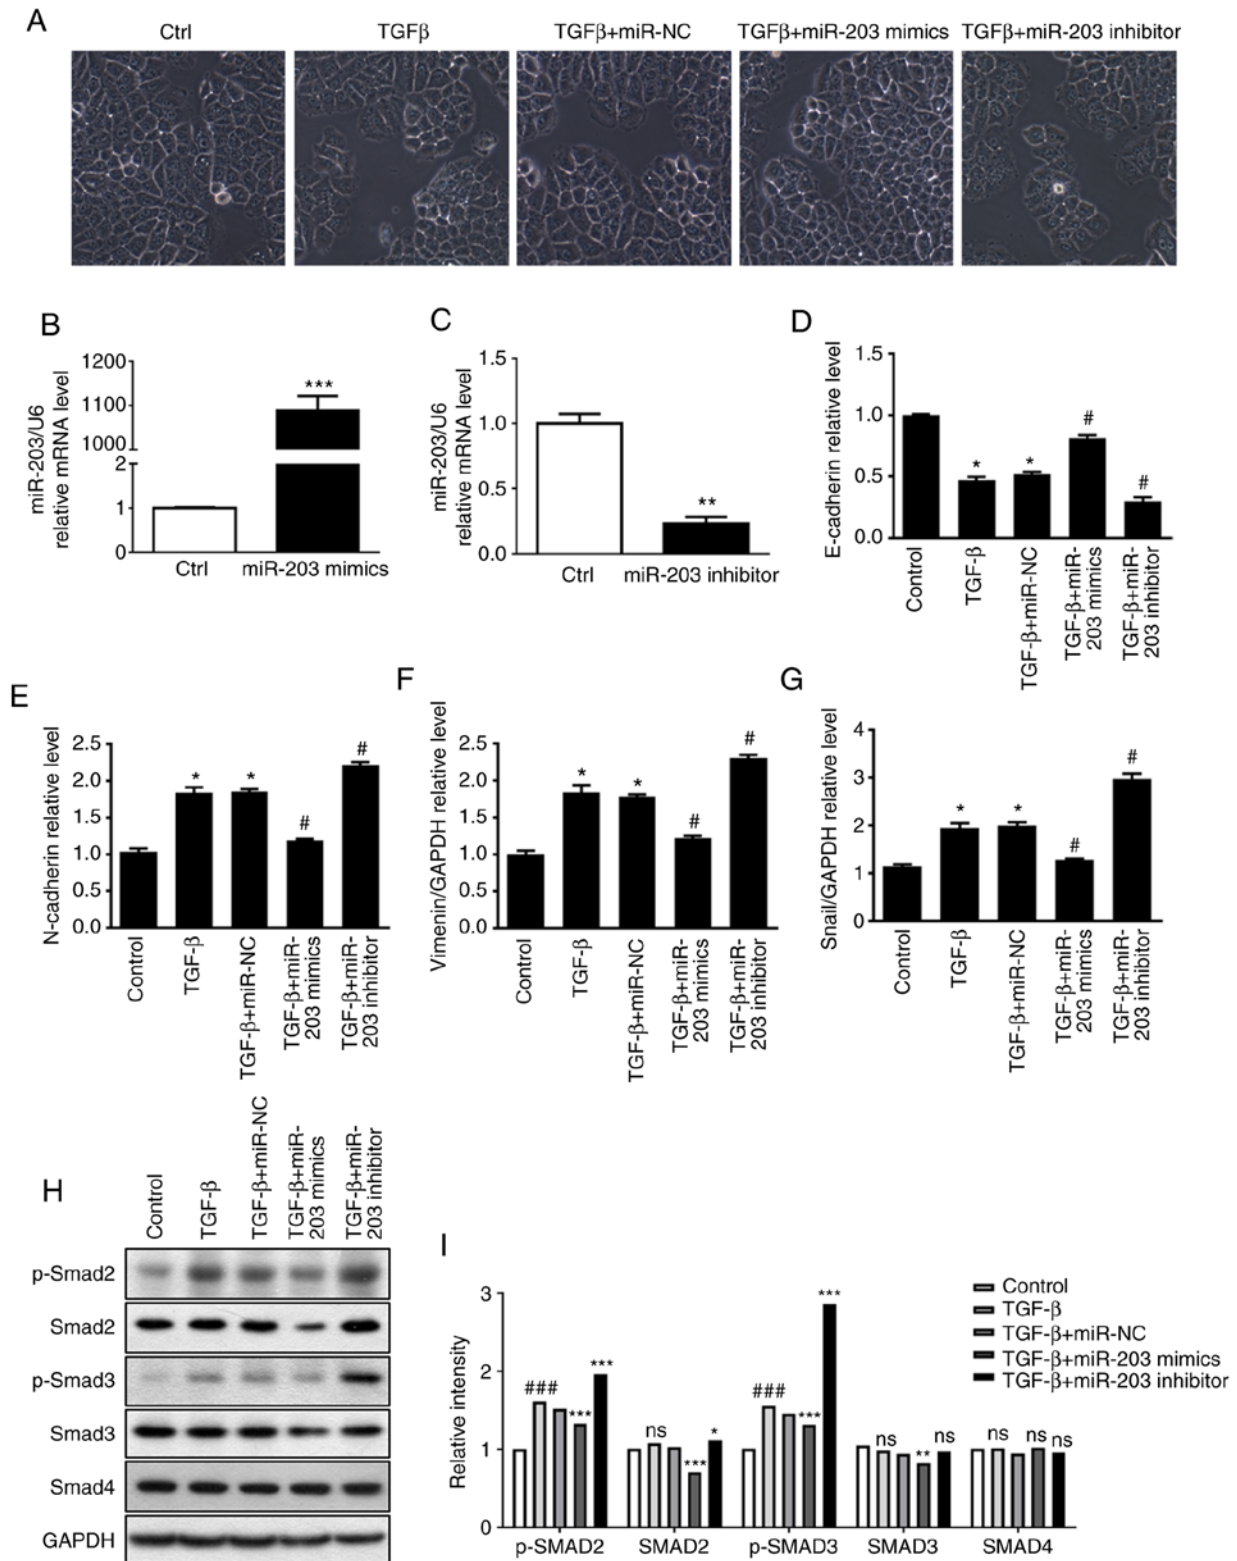 A
Ctrl
TGFβ
TGFβ+miR-NC
TGFβ+miR-203 mimics
TGFβ+miR-203 inhibitor
B
miR-203/U6
relative mRNA level
1200
1100
1000
2
1
0
***
Ctrl
miR-203 mimics
C
miR-203/U6
relative mRNA level
1.5
1.0
0.5
0.0
**
Ctrl
miR-203 inhibitor
D
E-cadherin relative level
1.5
1.0
0.5
0.0
*
*
#
#
Control
TGF-β
TGF-β+miR-NC
TGF-β+miR-
203 mimics
TGF-β+miR-
203 inhibitor
E
N-cadherin relative level
2.5
2.0
1.5
1.0
0.5
0.0
*
*
#
#
Control
TGF-β
TGF-β+miR-NC
TGF-β+miR-
203 mimics
TGF-β+miR-
203 inhibitor
F
Vimenin/GAPDH relative level
2.5
2.0
1.5
1.0
0.5
0.0
*
*
#
#
Control
TGF-β
TGF-β+miR-NC
TGF-β+miR-
203 mimics
TGF-β+miR-
203 inhibitor
G
Snail/GAPDH relative level
4
3
2
1
0
*
*
#
#
Control
TGF-β
TGF-β+miR-NC
TGF-β+miR-
203 mimics
TGF-β+miR-
203 inhibitor
H
Control
TGF-β
TGF-β+miR-NC
TGF-β+miR-
203 mimics
TGF-β+miR-
203 inhibitor
p-Smad2
Smad2
p-Smad3
Smad3
Smad4
GAPDH
I
Relative intensity
3
2
1
0
###
***
***
ns
***
*
###
***
***
ns
**
ns
ns
ns
ns
p-SMAD2
SMAD2
p-SMAD3
SMAD3
SMAD4
Control
TGF-β
TGF-β+miR-NC
TGF-β+miR-203 mimics
TGF-β+miR-203 inhibitor